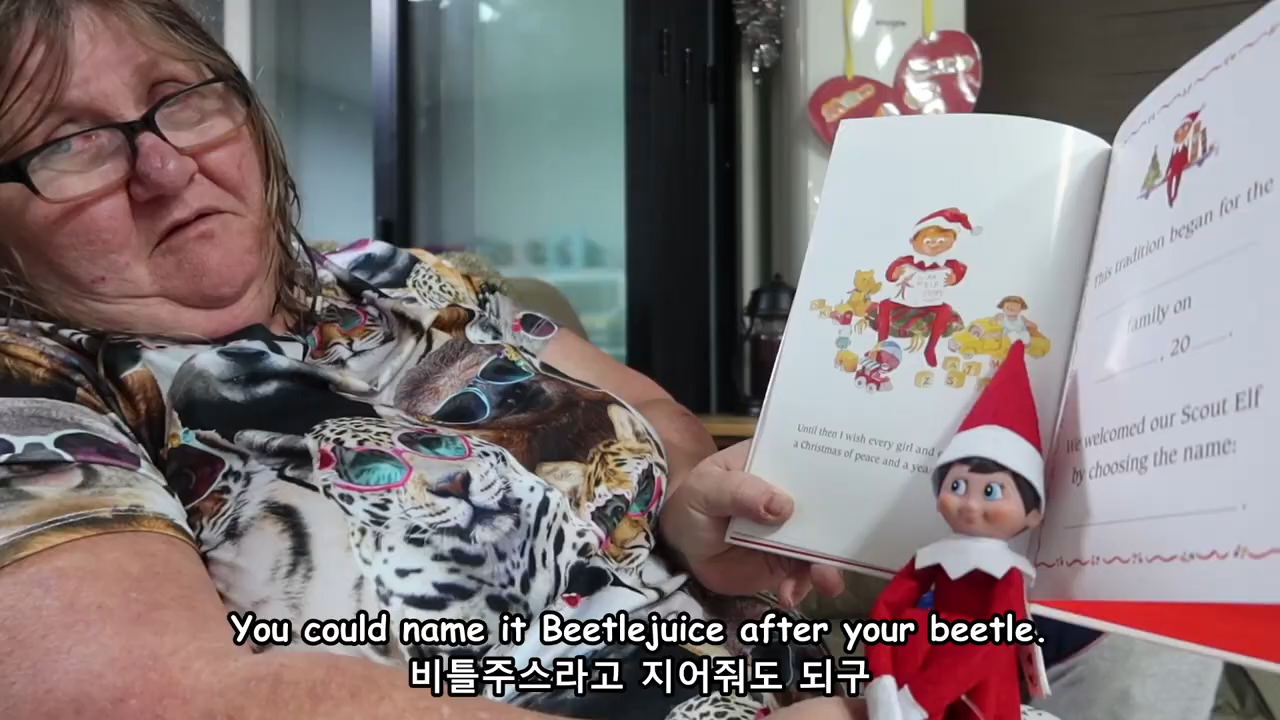 This tradition began for the
family on
, 20 .
We welcomed our Scout Elf
by choosing the name:
.
Until then I wish every girl and
a Christmas of peace and a yea
You could name it Beetlejuice after your beetle.
비틀주스라고 지어줘도 되구